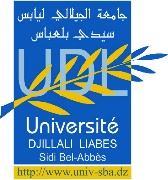 جامعة الجيلالي ليابس
سيدي بلعباس
UDL
Université
DJILLALI LIABES
Sidi Bel-Abbès
http://www.univ-sba.dz